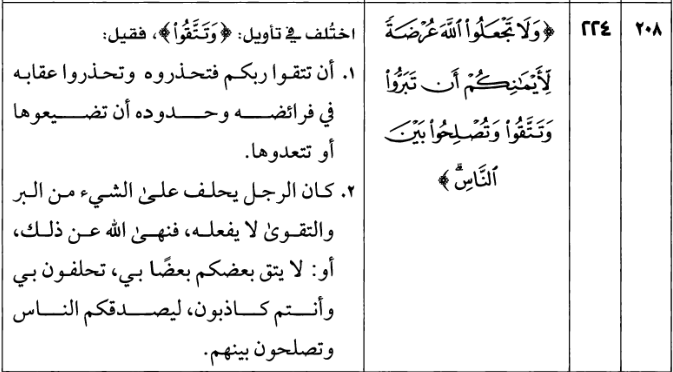 ٢٠٨
٢٢٤
﴿وَلَا تَجْعَلُوا۟ اللَّهَ عُرْضَةً
لِّأَيْمَٰنِكُمْ أَن تَبَرُّوا۟
وَتَتَّقُوا۟ وَتُصْلِحُوا۟ بَيْنَ
النَّاسِۗ﴾
اختُلف في تأويل: ﴿وَتَتَّقُوا۟﴾، فقيل:
١. أن تتقوا ربكم فتحذروه وتحذروا عقابه
في فرائضه وحدوده أن تضيعوها
أو تتعدوها.
٢. كان الرجل يحلف علىٰ الشيء من البر
والتقوىٰ لا يفعله، فنهىٰ الله عن ذلك،
أو: لا يتق بعضكم بعضًا بي، تحلفون بي
وأنتم كاذبون، ليصدقكم الناس
وتصلحون بينهم.